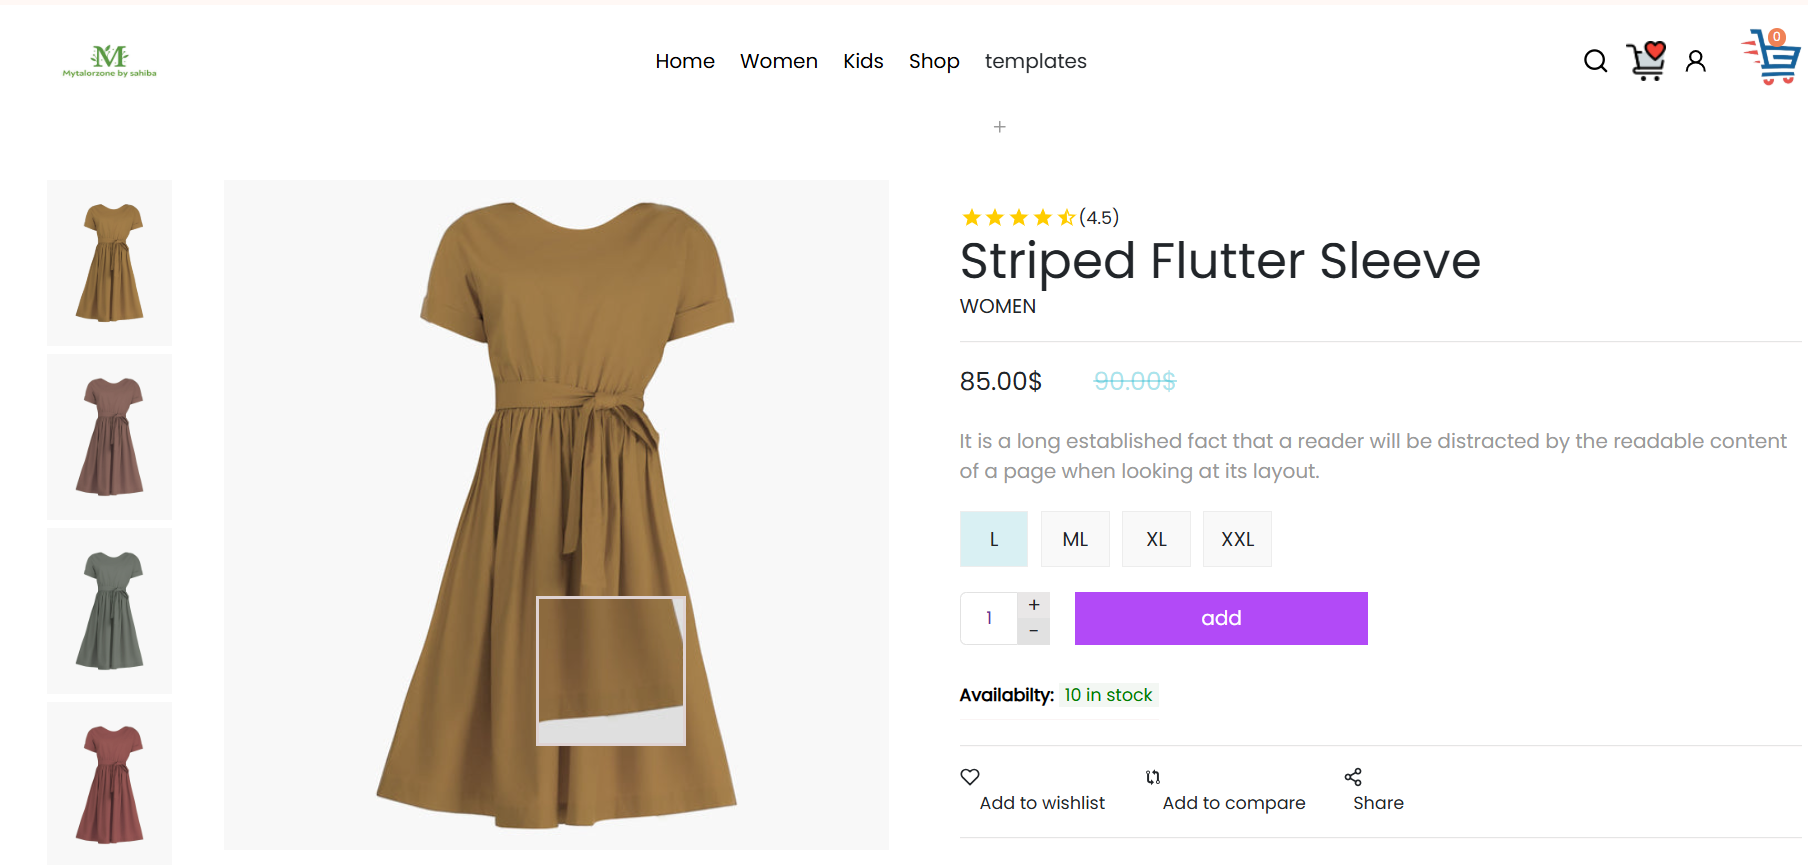 M
Mytalorzone by sahiba
Home Women Kids Shop templates
0
+
(4.5)
Striped Flutter Sleeve
WOMEN
85.00$ 90.00$
It is a long established fact that a reader will be distracted by the readable content
of a page when looking at its layout.
L ML XL XXL
1 + - add
Availabilty: 10 in stock
Add to wishlist Add to compare Share